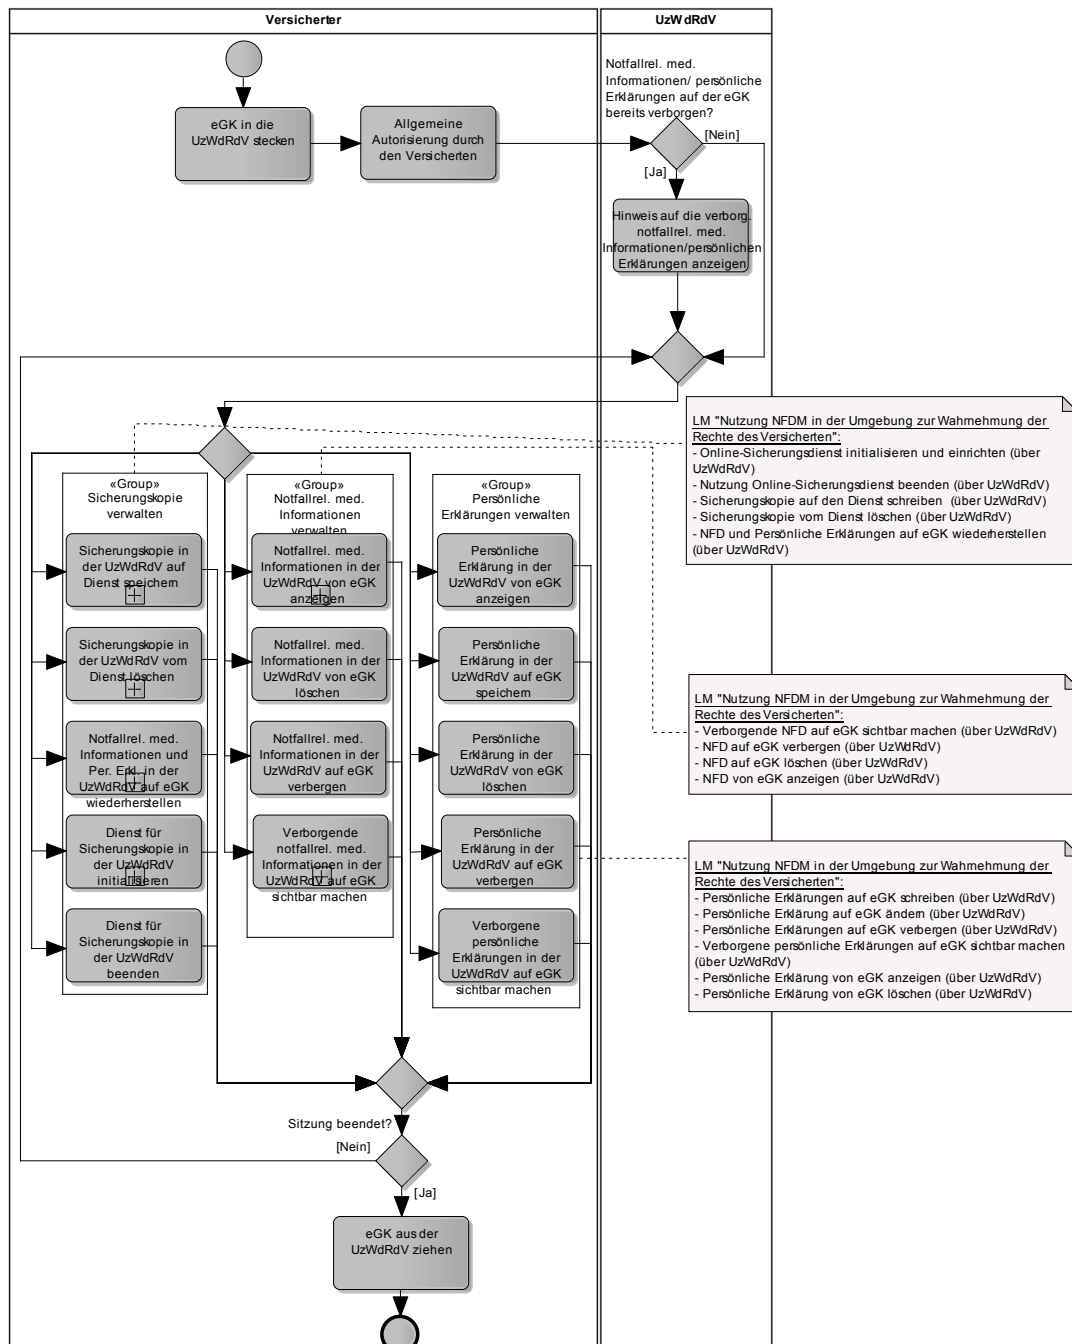 Versicherter
UzWdRdV
Notfallrel. med.
Informationen/ persönliche
Erklärungen auf der eGK
bereits verborgen?
eGK in die
UzWdRdV stecken
Allgemeine
Autorisierung durch
den Versicherten
[Nein]
[Ja]
Hinweis auf die verborg.
notfallrel. med.
Informationen/persönlichen
Erklärungen anzeigen
LM "Nutzung NFDM in der Umgebung zur Wahrnehmung der
Rechte des Versicherten":
- Online-Sicherungsdienst initialisieren und einrichten (über
UzWdRdV)
- Nutzung Online-Sicherungsdienst beenden (über UzWdRdV)
- Sicherungskopie auf den Dienst schreiben (über UzWdRdV)
- Sicherungskopie vom Dienst löschen (über UzWdRdV)
- NFD und Persönliche Erklärungen auf eGK wiederherstellen
(über UzWdRdV)
«Group»
Sicherungskopie
verwalten
Sicherungskopie in
der UzWdRdV auf
Dienst speichern
Sicherungskopie in
der UzWdRdV vom
Dienst löschen
Notfallrel. med.
Informationen und
Per. Erkl. in der
UzWdRdV auf eGK
wiederherstellen
Dienst für
Sicherungskopie in
der UzWdRdV
initialisieren
Dienst für
Sicherungskopie in
der UzWdRdV
beenden
«Group»
Notfallrel. med.
Informationen
verwalten
Notfallrel. med.
Informationen in der
UzWdRdV von eGK
anzeigen
Notfallrel. med.
Informationen in der
UzWdRdV von eGK
löschen
Notfallrel. med.
Informationen in der
UzWdRdV auf eGK
verbergen
Verborgende
notfallrel. med.
Informationen in der
UzWdRdV auf eGK
sichtbar machen
«Group»
Persönliche
Erklärungen verwalten
Persönliche
Erklärung in der
UzWdRdV von eGK
anzeigen
Persönliche
Erklärung in der
UzWdRdV auf eGK
speichern
Persönliche
Erklärung in der
UzWdRdV von eGK
löschen
Persönliche
Erklärung in der
UzWdRdV auf eGK
verbergen
Verborgene
persönliche
Erklärungen in der
UzWdRdV auf eGK
sichtbar machen
LM "Nutzung NFDM in der Umgebung zur Wahrnehmung der
Rechte des Versicherten":
- Verborgende NFD auf eGK sichtbar machen (über UzWdRdV)
- NFD auf eGK verbergen (über UzWdRdV)
- NFD auf eGK löschen (über UzWdRdV)
- NFD von eGK anzeigen (über UzWdRdV)
LM "Nutzung NFDM in der Umgebung zur Wahrnehmung der
Rechte des Versicherten":
- Persönliche Erklärungen auf eGK schreiben (über UzWdRdV)
- Persönliche Erklärung auf eGK ändern (über UzWdRdV)
- Persönliche Erklärungen auf eGK verbergen (über UzWdRdV)
- Verborgene persönliche Erklärungen auf eGK sichtbar machen
(über UzWdRdV)
- Persönliche Erklärung von eGK anzeigen (über UzWdRdV)
- Persönliche Erklärung von eGK löschen (über UzWdRdV)
Sitzung beendet?
[Nein]
[Ja]
eGK aus der
UzWdRdV ziehen